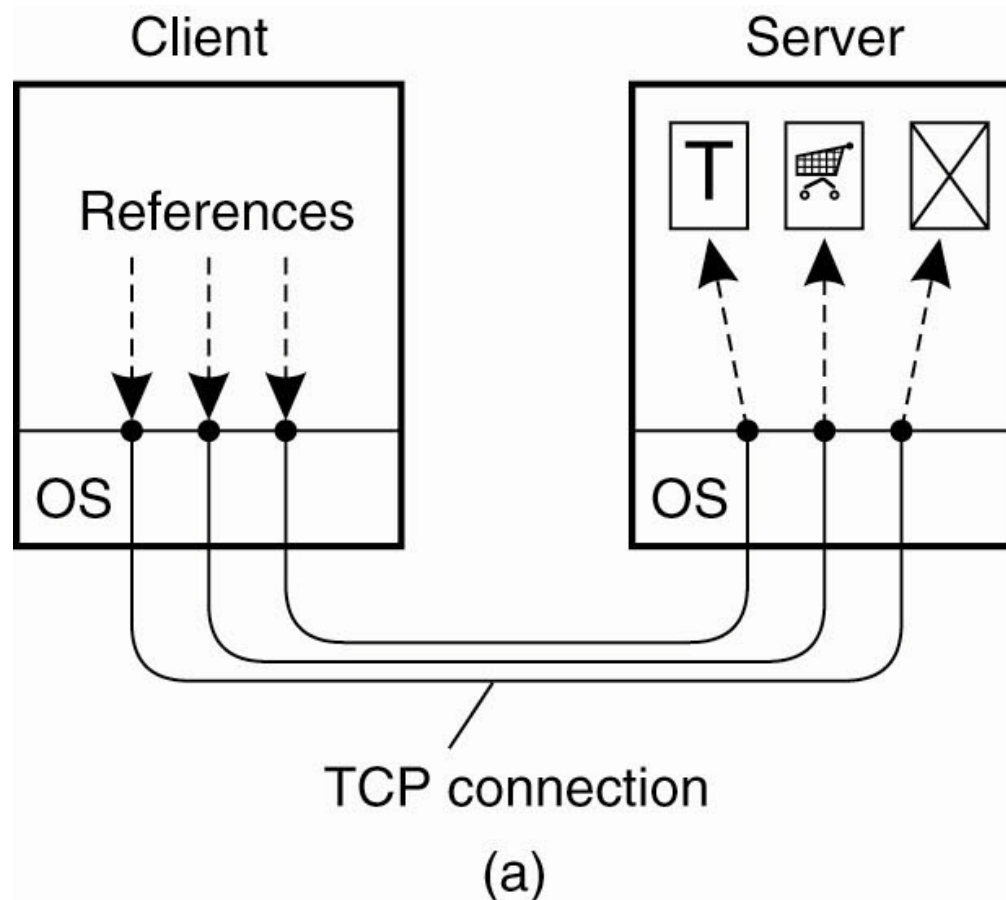 Client
Server
T
References
OS
OS
TCP connection
(a)